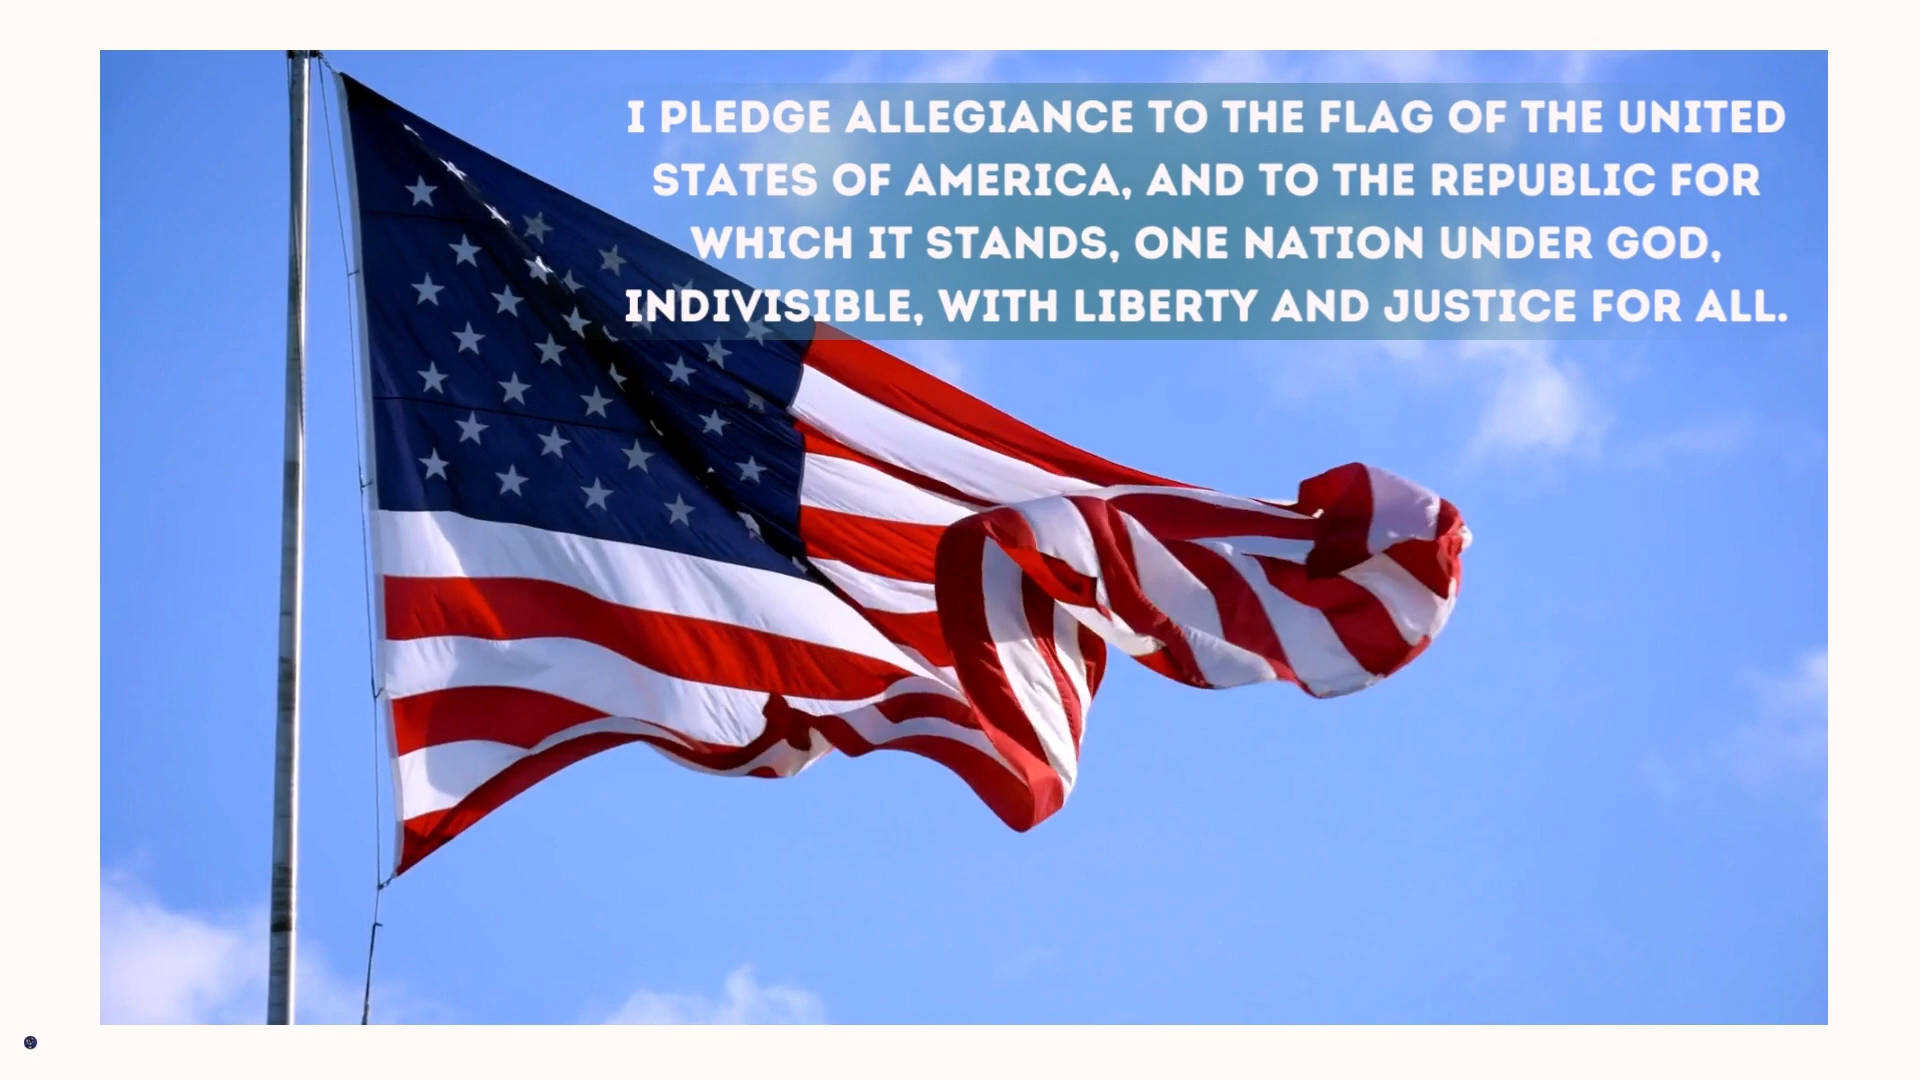 I PLEDGE ALLEGIANCE TO THE FLAG OF THE UNITED
STATES OF AMERICA, AND TO THE REPUBLIC FOR
WHICH IT STANDS, ONE NATION UNDER GOD,
INDIVISIBLE, WITH LIBERTY AND JUSTICE FOR ALL.